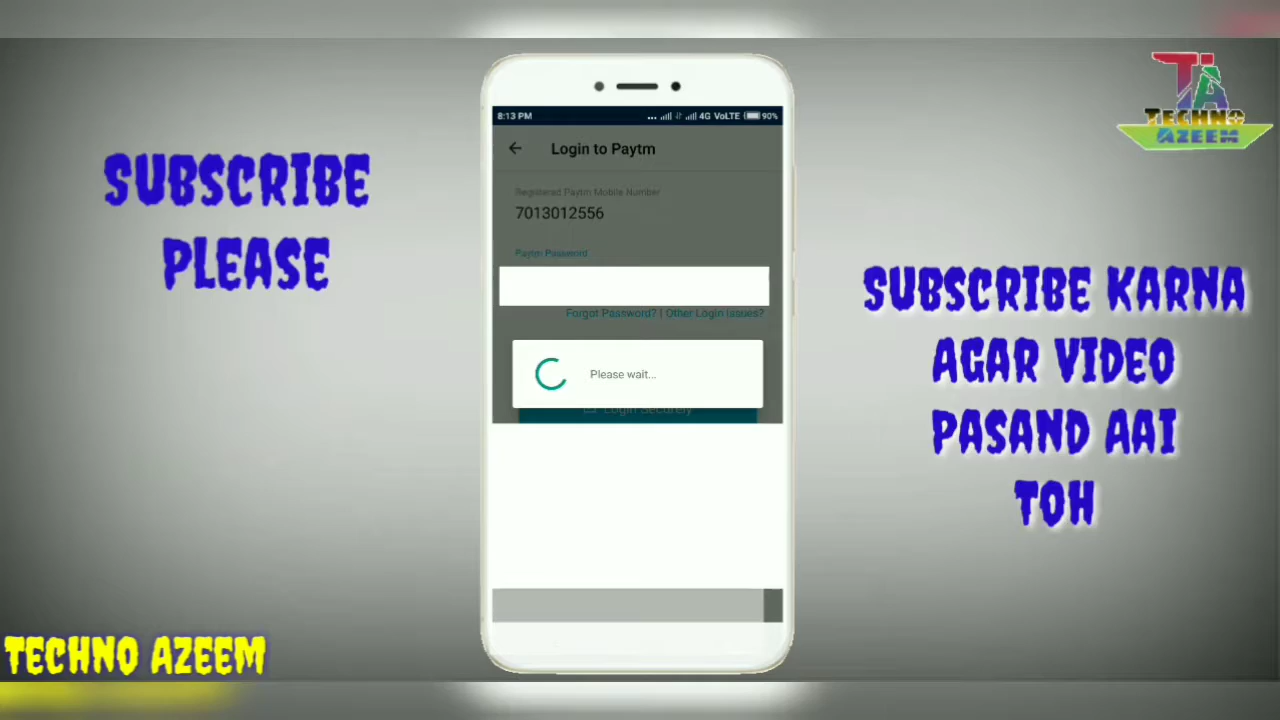 SUBSCRIBE
PLEASE
8:13 PM
4G VoLTE 90%
Login to Paytm
Registered Paytm Mobile Number
7013012556
Paytm Password
Forgot Password? | Other Login Issues?
Please wait...
Login Securely
TA
TECHNO
AZEEM
SUBSCRIBE KARNA
AGAR VIDEO
PASAND AAI
TOH
TECHNO AZEEM